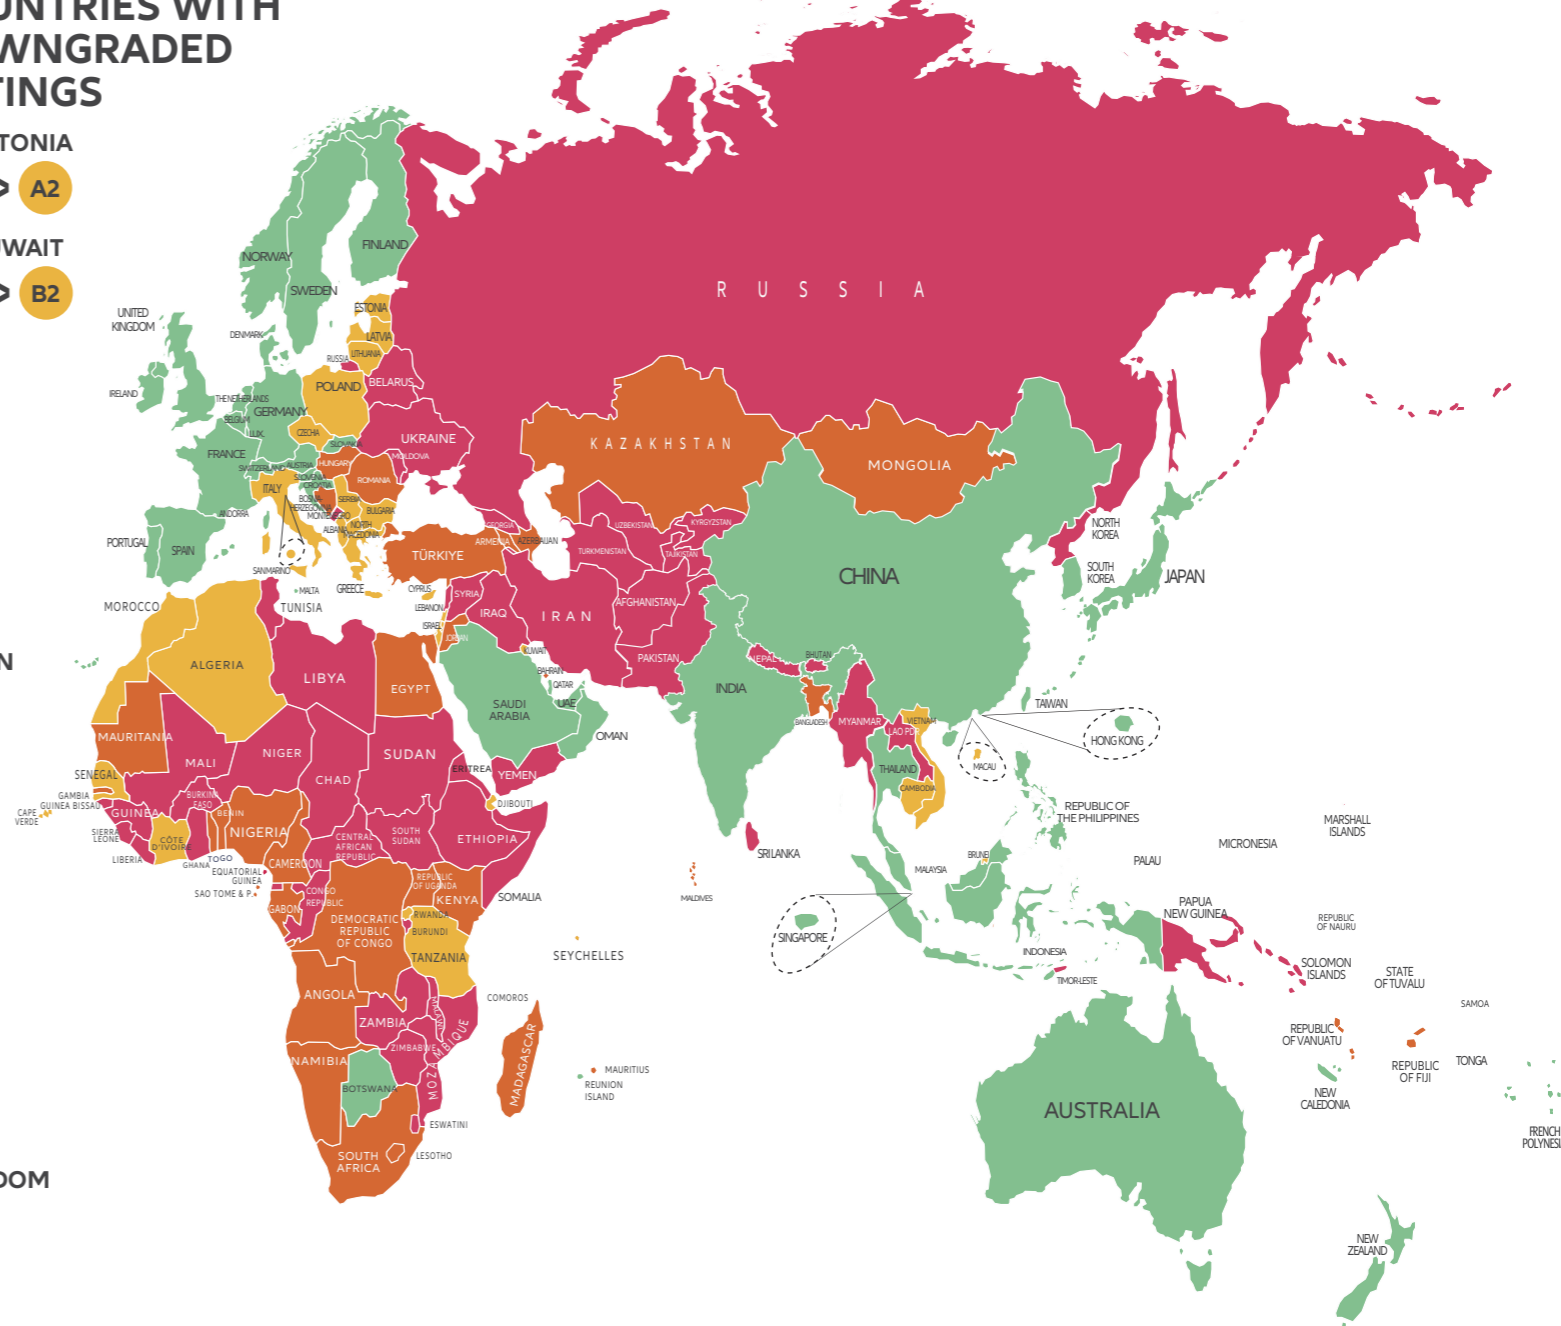 UNTRIES WITH
WNGRADED
TINGS
TONIA
> A2
WAIT
> B2
N
DOM
NORWAY
SWEDEN
FINLAND
RUSSIA
UNITED
KINGDOM
DENMARK
ESTONIA
LATVIA
LITHUANIA
RUSSIA
BELARUS
IRELAND
THE NETHERLANDS
BELGIUM
LUX.
GERMANY
POLAND
CZECHIA
SLOVAKIA
UKRAINE
MOLDOVA
FRANCE
SWITZERLAND
AUSTRIA
HUNGARY
SLOVENIA
CROATIA
ROMANIA
ITALY
BOSNIA-
HERZEGOVINA
SERBIA
MONTENEGRO
BULGARIA
ALBANIA
NORTH
MACEDONIA
ANDORRA
PORTUGAL
SPAIN
SAN MARINO
MALTA
GREECE
CYPRUS
TÜRKIYE
GEORGIA
ARMENIA
AZERBAIJAN
KAZAKHSTAN
MONGOLIA
UZBEKISTAN
KYRGYZSTAN
TURKMENISTAN
TAJIKISTAN
CHINA
NORTH
KOREA
SOUTH
KOREA
JAPAN
MOROCCO
TUNISIA
LEBANON
SYRIA
ISRAEL
JORDAN
IRAQ
IRAN
AFGHANISTAN
PAKISTAN
KUWAIT
BAHRAIN
QATAR
UAE
SAUDI
ARABIA
OMAN
YEMEN
NEPAL
BHUTAN
INDIA
BANGLADESH
MYANMAR
LAO PDR
VIETNAM
THAILAND
CAMBODIA
TAIWAN
HONG KONG
MACAU
ALGERIA
LIBYA
EGYPT
MAURITANIA
MALI
NIGER
CHAD
SUDAN
ERITREA
DJIBOUTI
SENEGAL
GAMBIA
GUINEA BISSAU
CAPE
VERDE
GUINEA
SIERRA
LEONE
LIBERIA
CÔTE
D'IVOIRE
BURKINA
FASO
GHANA
TOGO
BENIN
NIGERIA
CAMEROON
EQUATORIAL
GUINEA
SAO TOME & P.
GABON
CONGO
REPUBLIC
CENTRAL
AFRICAN
REPUBLIC
SOUTH
SUDAN
ETHIOPIA
SOMALIA
REPUBLIC
OF UGANDA
KENYA
RWANDA
BURUNDI
DEMOCRATIC
REPUBLIC
OF CONGO
TANZANIA
SEYCHELLES
COMOROS
ANGOLA
ZAMBIA
MALAWI
MOZAMBIQUE
ZIMBABWE
NAMIBIA
BOTSWANA
MADAGASCAR
MAURITIUS
REUNION
ISLAND
ESWATINI
LESOTHO
SOUTH
AFRICA
SRI LANKA
MALDIVES
REPUBLIC OF
THE PHILIPPINES
BRUNEI
MALAYSIA
SINGAPORE
INDONESIA
TIMOR-LESTE
PALAU
MICRONESIA
MARSHALL
ISLANDS
PAPUA
NEW GUINEA
REPUBLIC
OF NAURU
SOLOMON
ISLANDS
STATE
OF TUVALU
SAMOA
REPUBLIC
OF VANUATU
REPUBLIC
OF FIJI
TONGA
NEW
CALEDONIA
FRENCH
POLYNESI
AUSTRALIA
NEW
ZEALAND